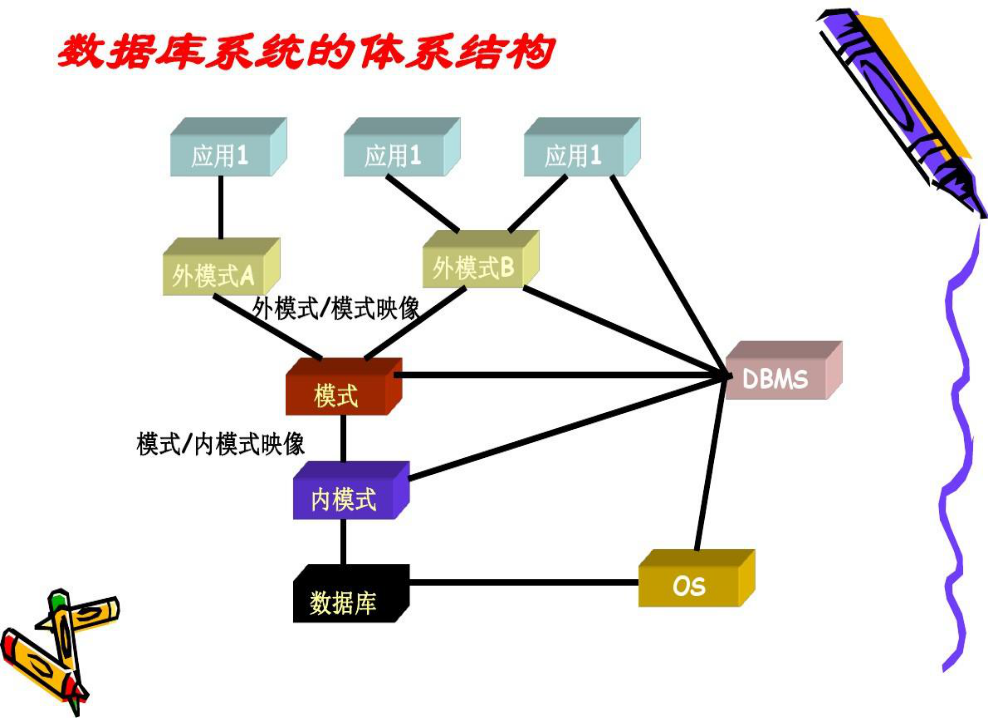 数据库系统的体系结构
应用1
应用1
应用1
外模式A
外模式B
外模式/模式映像
模式
DBMS
模式/内模式映像
内模式
数据库
OS